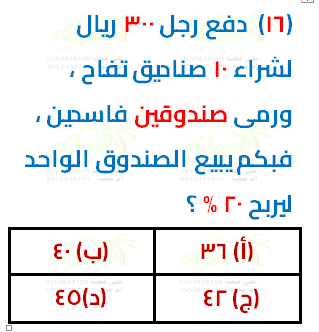 (١٦) دفع رجل ٣٠٠ ريال
لشراء ١٠ صناديق تفاح ،
ورمى صندوقين فاسدين ،
فبكم يبيع الصندوق الواحد
ليربح ٢٠ % ؟
(أ) ٣٦ (ب) ٤٠
(ج) ٤٢ (د) ٤٥